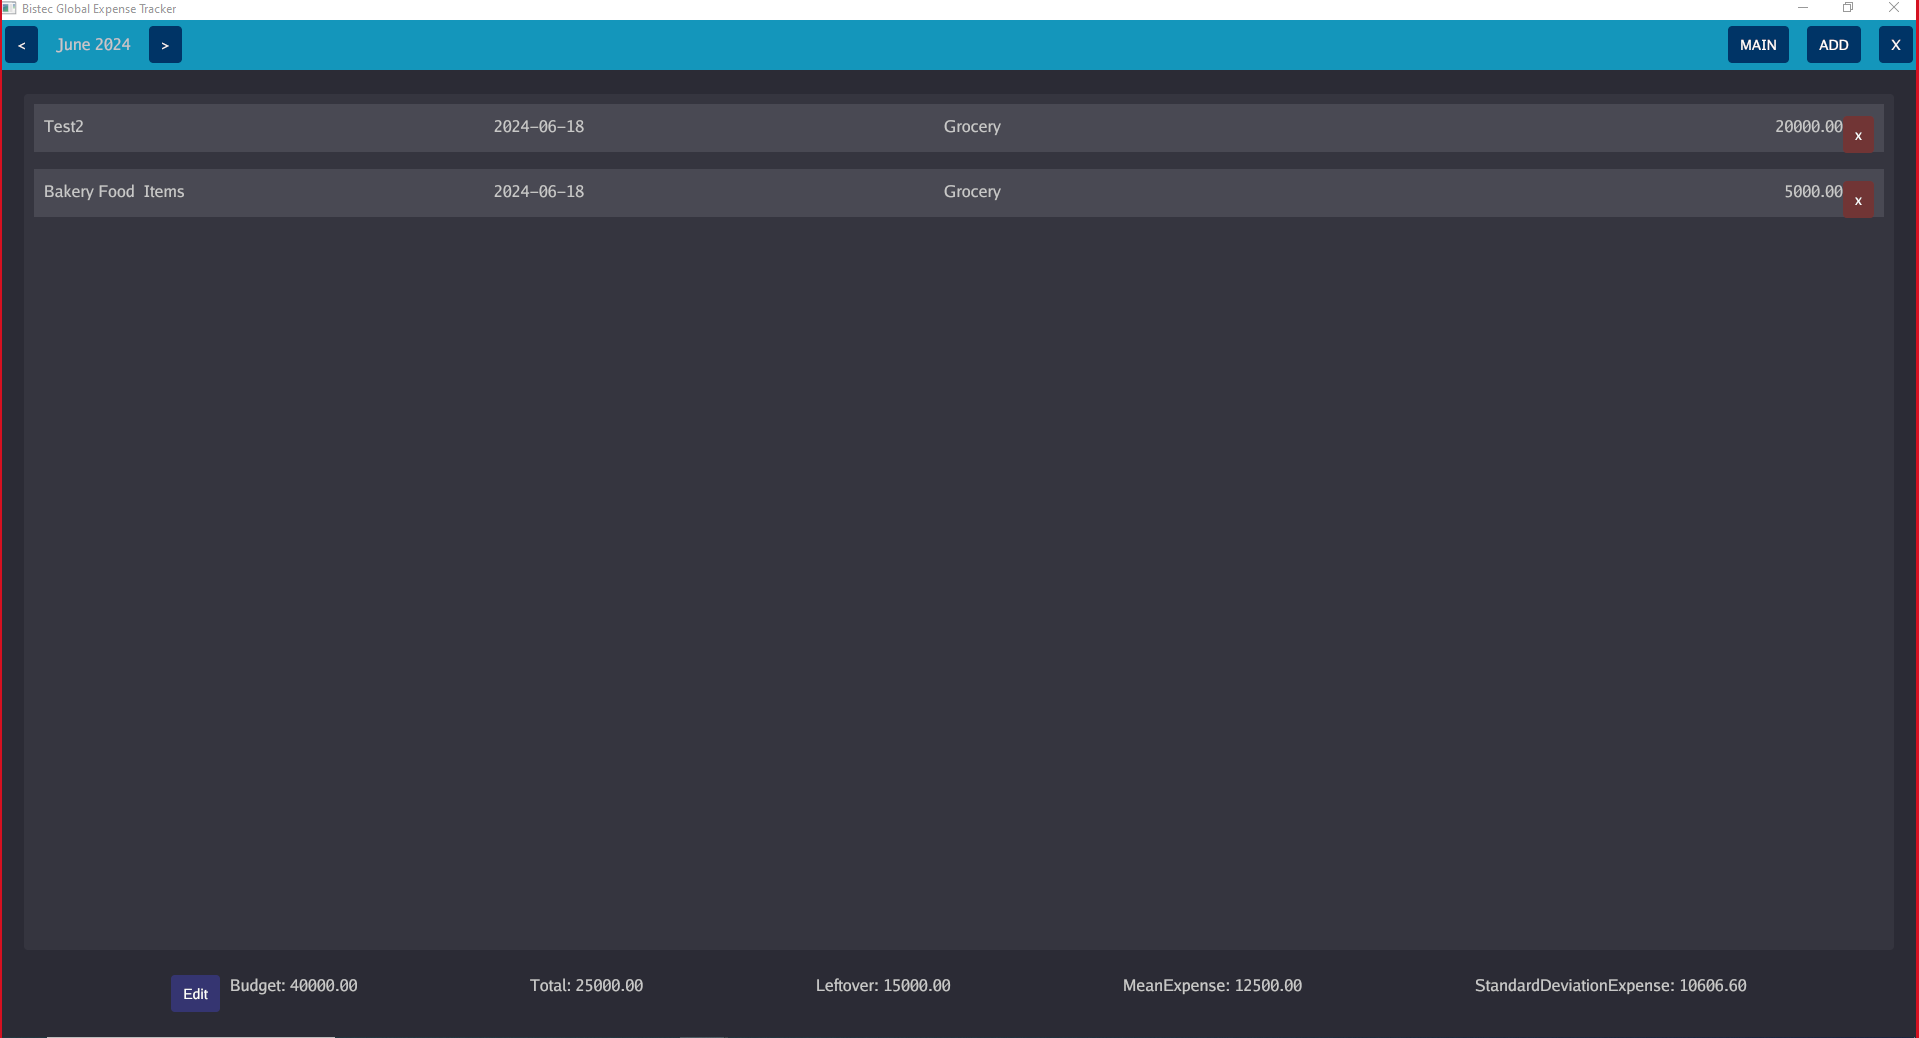 Bistec Global Expense Tracker
< June 2024 > MAIN ADD X
Test2 2024-06-18 Grocery 20000.00 x
Bakery Food  Items 2024-06-18 Grocery 5000.00 x
Edit Budget: 40000.00 Total: 25000.00 Leftover: 15000.00 MeanExpense: 12500.00 StandardDeviationExpense: 10606.60